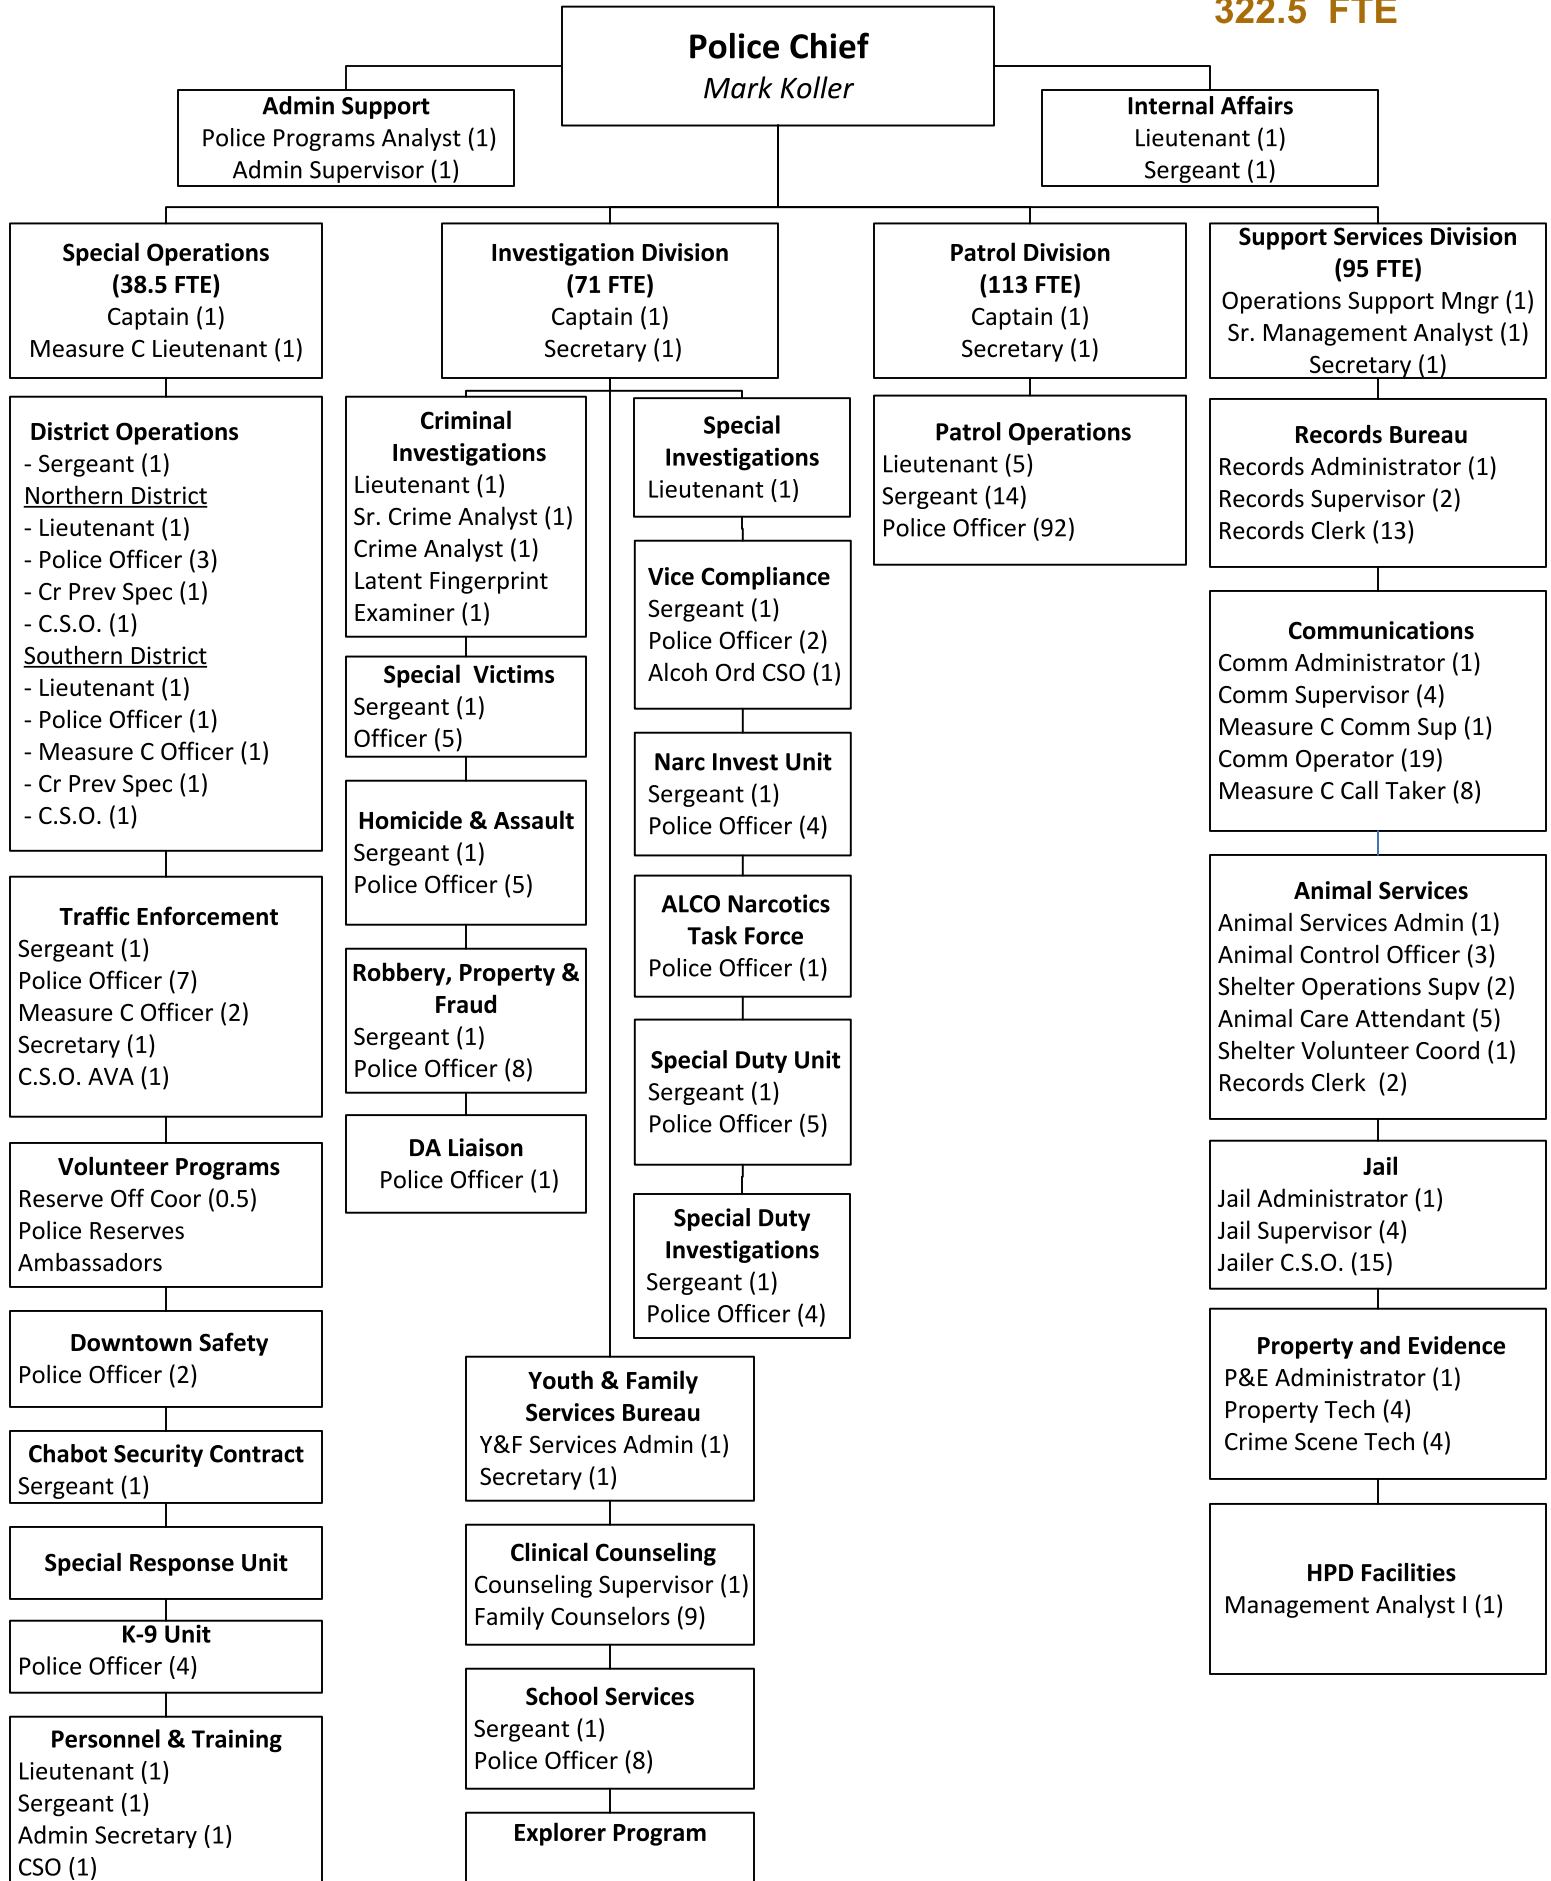 322.5 FTE
Police Chief
Mark Koller
Admin Support
Police Programs Analyst (1)
Admin Supervisor (1)
Internal Affairs
Lieutenant (1)
Sergeant (1)
Special Operations
(38.5 FTE)
Captain (1)
Measure C Lieutenant (1)
District Operations
- Sergeant (1)
Northern District
- Lieutenant (1)
- Police Officer (3)
- Cr Prev Spec (1)
- C.S.O. (1)
Southern District
- Lieutenant (1)
- Police Officer (1)
- Measure C Officer (1)
- Cr Prev Spec (1)
- C.S.O. (1)
Traffic Enforcement
Sergeant (1)
Police Officer (7)
Measure C Officer (2)
Secretary (1)
C.S.O. AVA (1)
Volunteer Programs
Reserve Off Coor (0.5)
Police Reserves
Ambassadors
Downtown Safety
Police Officer (2)
Chabot Security Contract
Sergeant (1)
Special Response Unit
K-9 Unit
Police Officer (4)
Personnel & Training
Lieutenant (1)
Sergeant (1)
Admin Secretary (1)
CSO (1)
Investigation Division
(71 FTE)
Captain (1)
Secretary (1)
Criminal
Investigations
Lieutenant (1)
Sr. Crime Analyst (1)
Crime Analyst (1)
Latent Fingerprint
Examiner (1)
Special Victims
Sergeant (1)
Officer (5)
Homicide & Assault
Sergeant (1)
Police Officer (5)
Robbery, Property &
Fraud
Sergeant (1)
Police Officer (8)
DA Liaison
Police Officer (1)
Special
Investigations
Lieutenant (1)
Vice Compliance
Sergeant (1)
Police Officer (2)
Alcoh Ord CSO (1)
Narc Invest Unit
Sergeant (1)
Police Officer (4)
ALCO Narcotics
Task Force
Police Officer (1)
Special Duty Unit
Sergeant (1)
Police Officer (5)
Special Duty
Investigations
Sergeant (1)
Police Officer (4)
Youth & Family
Services Bureau
Y&F Services Admin (1)
Secretary (1)
Clinical Counseling
Counseling Supervisor (1)
Family Counselors (9)
School Services
Sergeant (1)
Police Officer (8)
Explorer Program
Patrol Division
(113 FTE)
Captain (1)
Secretary (1)
Patrol Operations
Lieutenant (5)
Sergeant (14)
Police Officer (92)
Support Services Division
(95 FTE)
Operations Support Mngr (1)
Sr. Management Analyst (1)
Secretary (1)
Records Bureau
Records Administrator (1)
Records Supervisor (2)
Records Clerk (13)
Communications
Comm Administrator (1)
Comm Supervisor (4)
Measure C Comm Sup (1)
Comm Operator (19)
Measure C Call Taker (8)
Animal Services
Animal Services Admin (1)
Animal Control Officer (3)
Shelter Operations Supv (2)
Animal Care Attendant (5)
Shelter Volunteer Coord (1)
Records Clerk (2)
Jail
Jail Administrator (1)
Jail Supervisor (4)
Jailer C.S.O. (15)
Property and Evidence
P&E Administrator (1)
Property Tech (4)
Crime Scene Tech (4)
HPD Facilities
Management Analyst I (1)